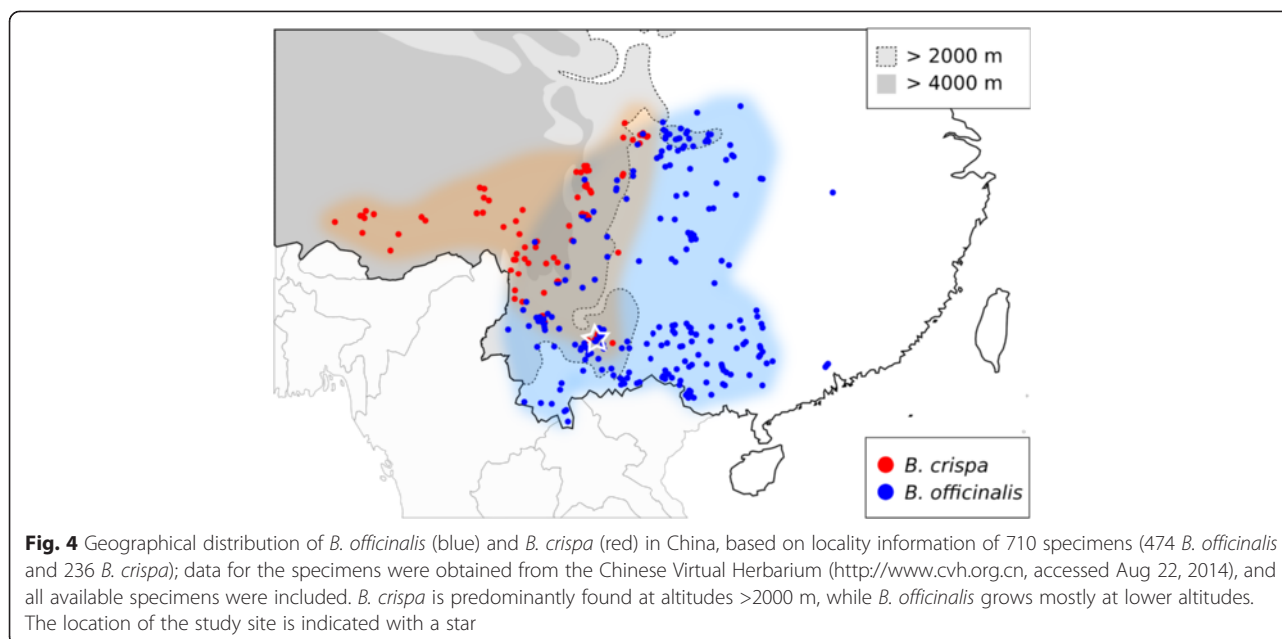 > 2000 m
> 4000 m
B. crispa
B. officinalis
Fig. 4 Geographical distribution of B. officinalis (blue) and B. crispa (red) in China, based on locality information of 710 specimens (474 B. officinalis
and 236 B. crispa); data for the specimens were obtained from the Chinese Virtual Herbarium (http://www.cvh.org.cn, accessed Aug 22, 2014), and
all available specimens were included. B. crispa is predominantly found at altitudes >2000 m, while B. officinalis grows mostly at lower altitudes.
The location of the study site is indicated with a star